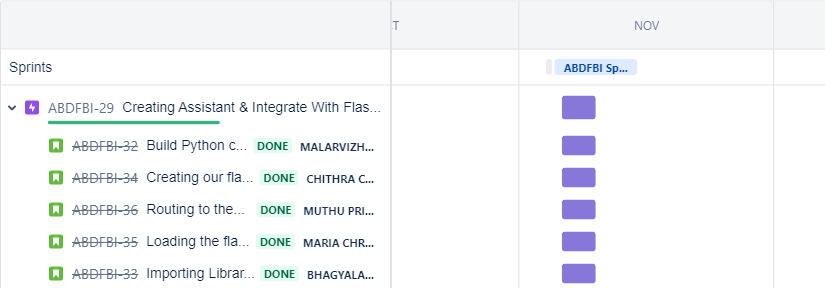 T NOV
Sprints ABDFBI Sp...
ABDFBI-29 Creating Assistant & Integrate With Flas...
ABDFBI-32 Build Python c... DONE MALARVIZH...
ABDFBI-34 Creating our fla... DONE CHITHRA C...
ABDFBI-36 Routing to the... DONE MUTHU PRI...
ABDFBI-35 Loading the fla... DONE MARIA CHR...
ABDFBI-33 Importing Librar... DONE BHAGYALA...